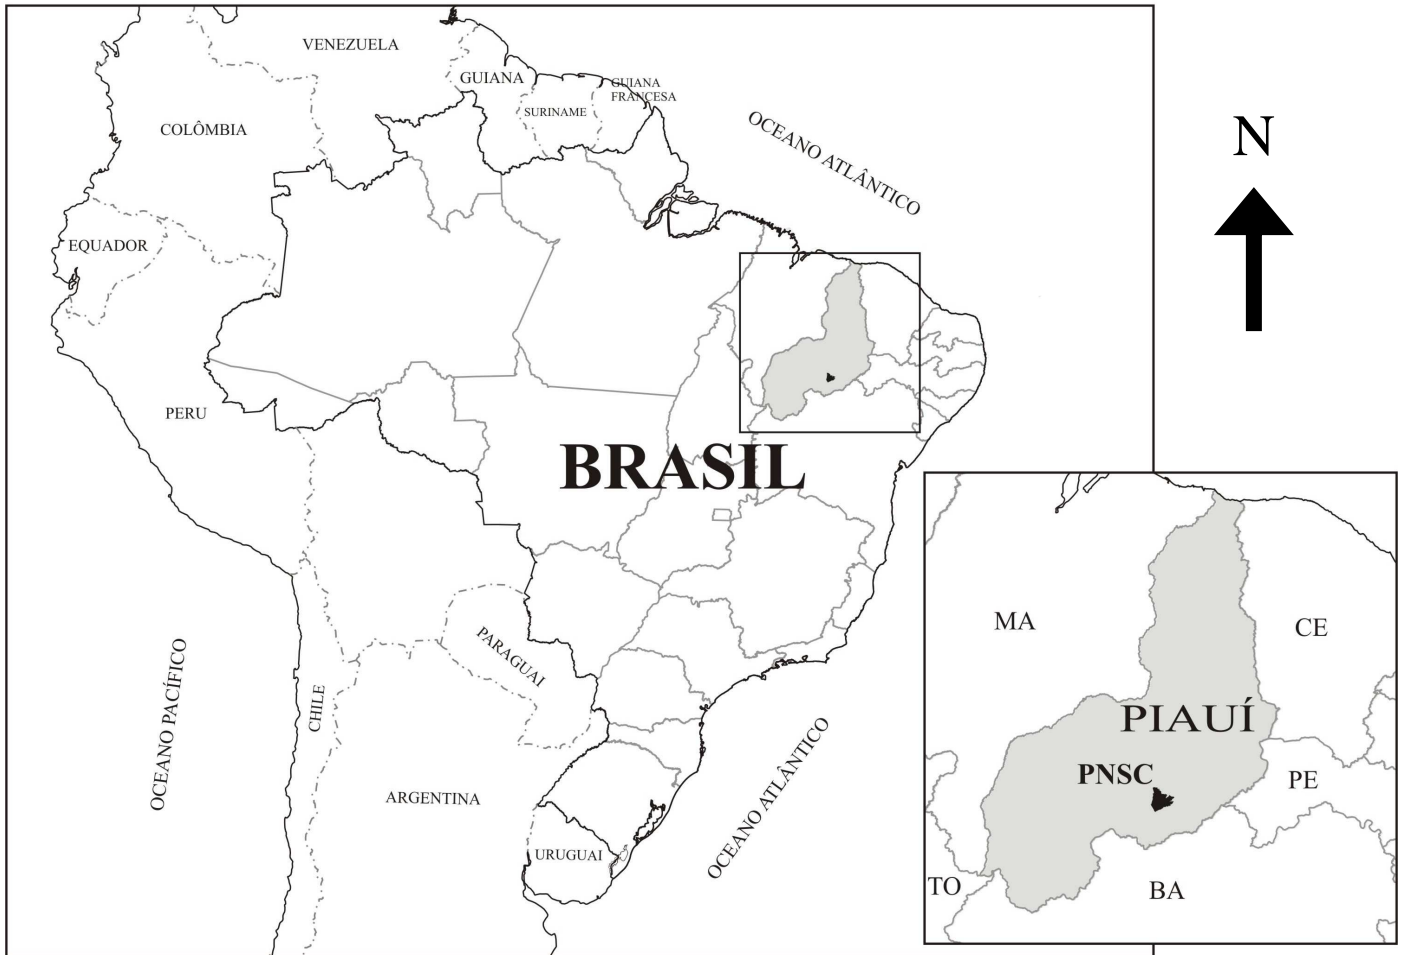 VENEZUELA
GUIANA
GUIANA
FRANCESA
SURINAME
COLÔMBIA
OCEANO ATLÂNTICO
N
EQUADOR
PERU
BRASIL
MA
CE
PARAGUAI
OCEANO PACÍFICO
CHILE
PIAUÍ
PNSC
PE
ARGENTINA
OCEANO ATLÂNTICO
URUGUAI
TO
BA